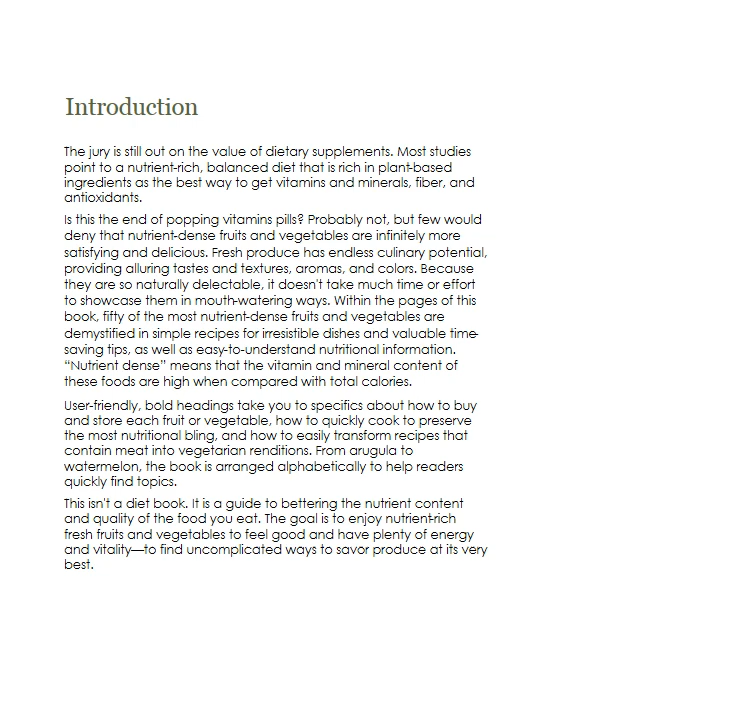 Introduction
The jury is still out on the value of dietary supplements. Most studies
point to a nutrient-rich, balanced diet that is rich in plant-based
ingredients as the best way to get vitamins and minerals, fiber, and
antioxidants.
Is this the end of popping vitamins pills? Probably not, but few would
deny that nutrient-dense fruits and vegetables are infinitely more
satisfying and delicious. Fresh produce has endless culinary potential,
providing alluring tastes and textures, aromas, and colors. Because
they are so naturally delectable, it doesn't take much time or effort
to showcase them in mouth-watering ways. Within the pages of this
book, fifty of the most nutrient-dense fruits and vegetables are
demystified in simple recipes for irresistible dishes and valuable time-
saving tips, as well as easy-to-understand nutritional information.
“Nutrient dense” means that the vitamin and mineral content of
these foods are high when compared with total calories.
User-friendly, bold headings take you to specifics about how to buy
and store each fruit or vegetable, how to quickly cook to preserve
the most nutritional bling, and how to easily transform recipes that
contain meat into vegetarian renditions. From arugula to
watermelon, the book is arranged alphabetically to help readers
quickly find topics.
This isn't a diet book. It is a guide to bettering the nutrient content
and quality of the food you eat. The goal is to enjoy nutrient-rich
fresh fruits and vegetables to feel good and have plenty of energy
and vitality—to find uncomplicated ways to savor produce at its very
best.